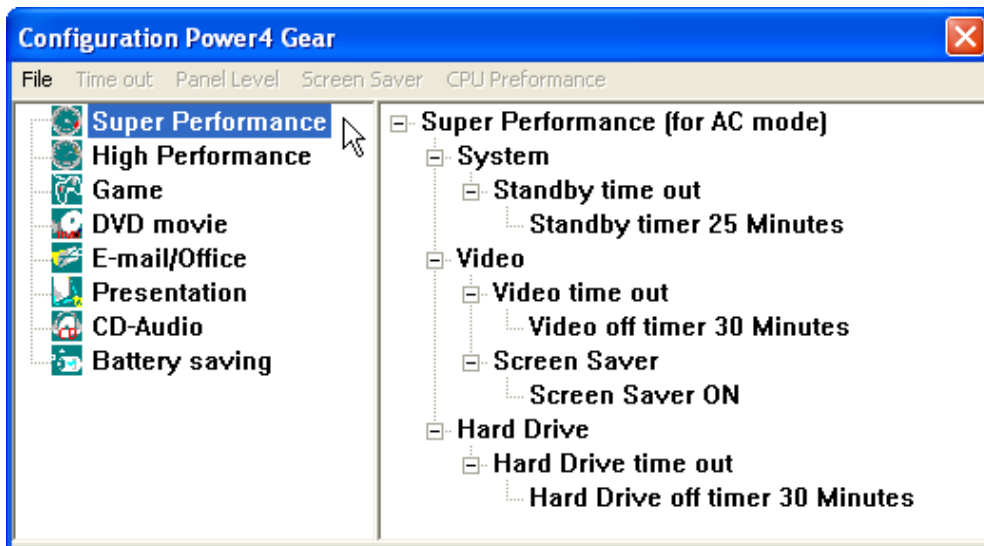 Configuration Power4 Gear
File Time out Panel Level Screen Saver CPU Preformance
Super Performance
High Performance
Game
DVD movie
E-mail/Office
Presentation
CD-Audio
Battery saving
Super Performance (for AC mode)
System
Standby time out
Standby timer 25 Minutes
Video
Video time out
Video off timer 30 Minutes
Screen Saver
Screen Saver ON
Hard Drive
Hard Drive time out
Hard Drive off timer 30 Minutes